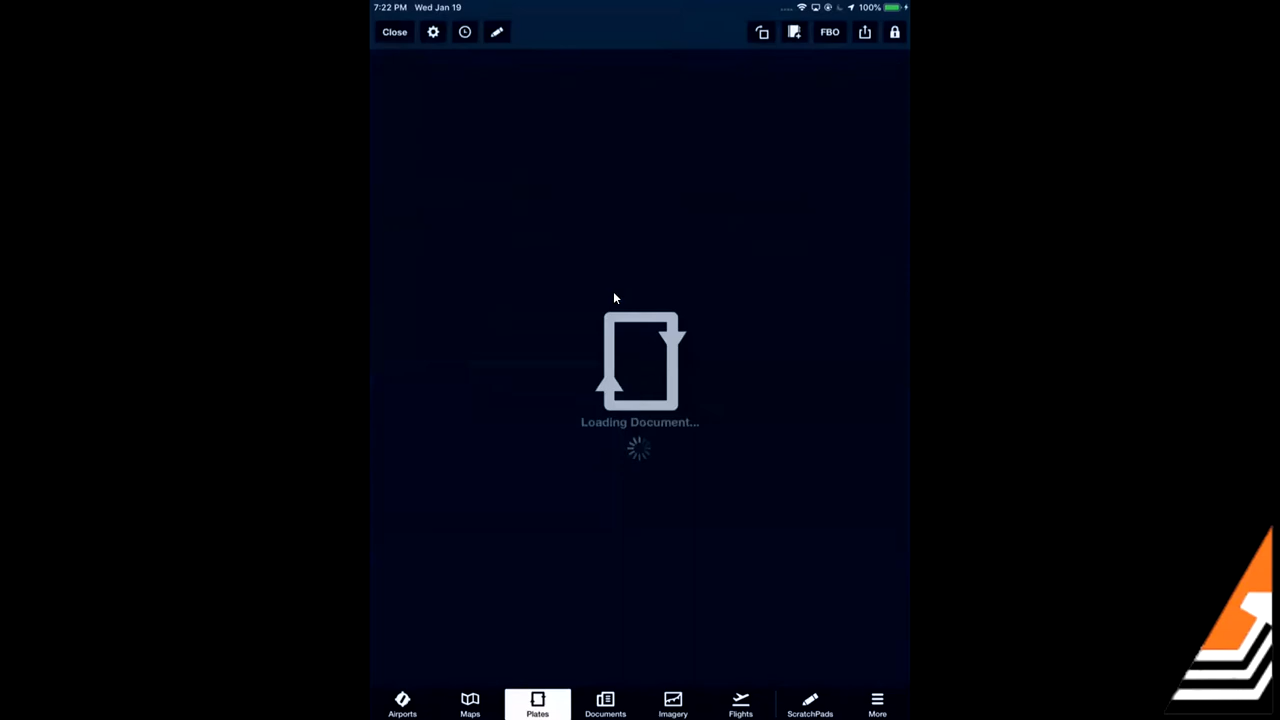 7:22 PM Wed Jan 19 100%
Close FBO
Loading Document...
Airports Maps Plates Documents Imagery Flights ScratchPads More